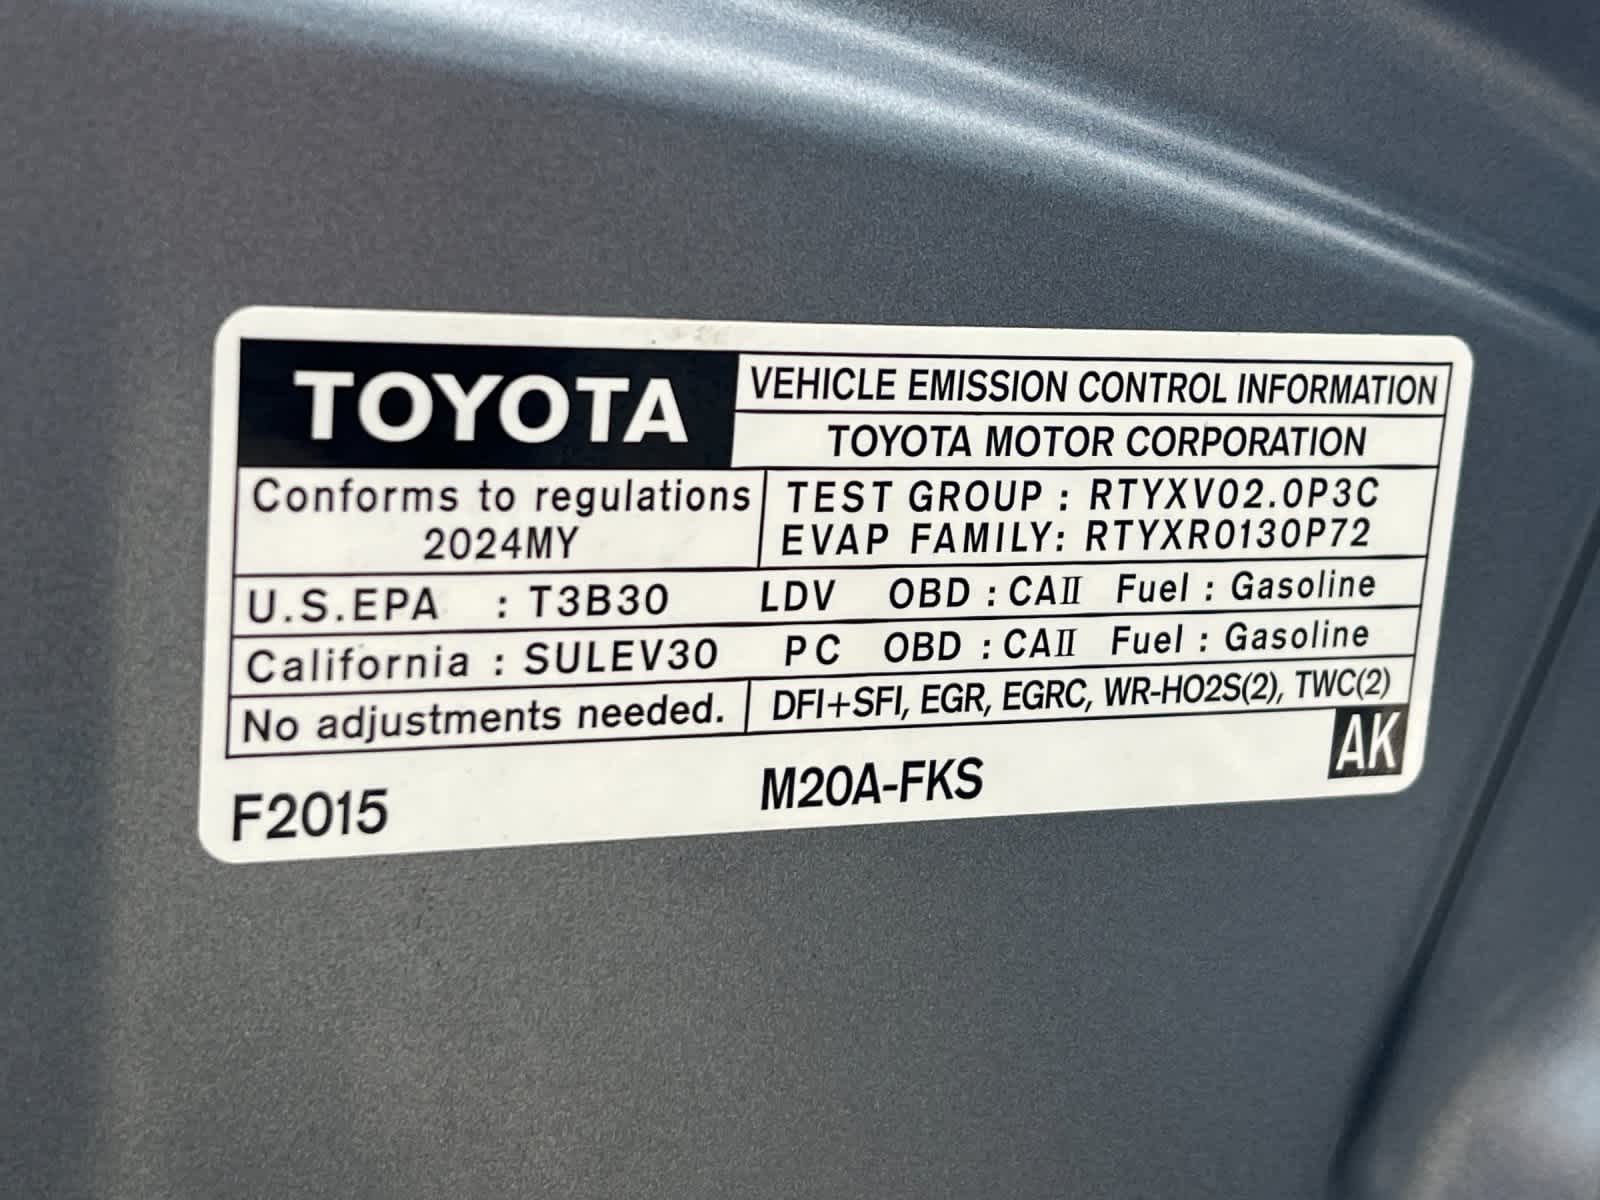 TOYOTA
VEHICLE EMISSION CONTROL INFORMATION
TOYOTA MOTOR CORPORATION
Conforms to regulations
2024MY
TEST GROUP : RTYXV02.0P3C
EVAP FAMILY: RTYXR0130P72
U.S.EPA : T3B30 LDV OBD : CAⅡ Fuel : Gasoline
California : SULEV30 PC OBD : CAⅡ Fuel : Gasoline
No adjustments needed. DFI+SFI, EGR, EGRC, WR-HO2S(2), TWC(2)
F2015 M20A-FKS AK